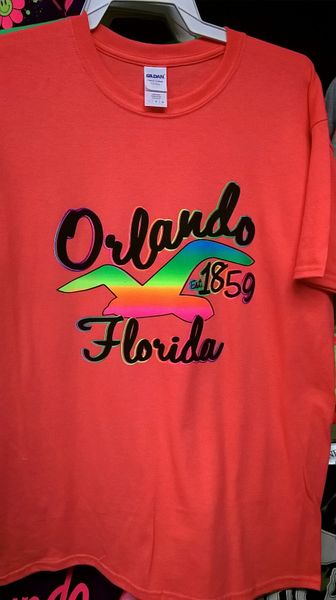 GILDAN
Orlando
Est. 1859
Florida